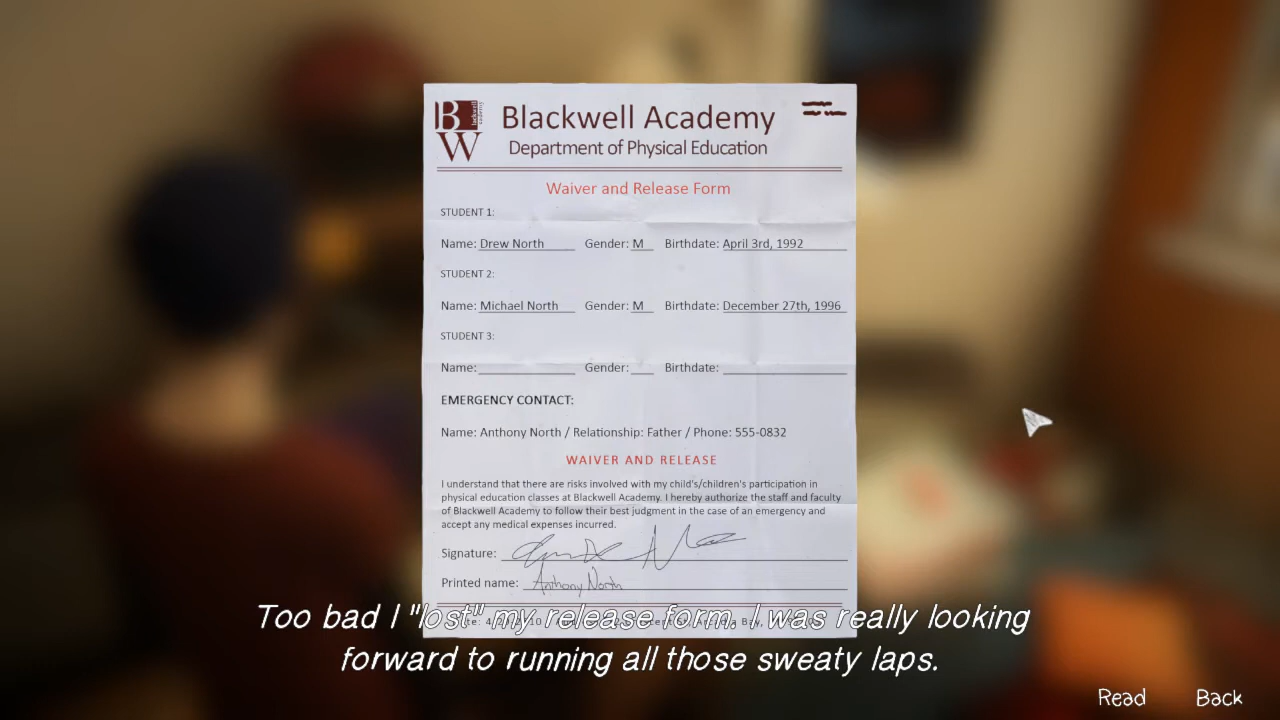 BW
Blackwell Academy
Department of Physical Education
Waiver and Release Form
STUDENT 1:
Name: Drew North Gender: M Birthdate: April 3rd, 1992
STUDENT 2:
Name: Michael North Gender: M Birthdate: December 27th, 1996
STUDENT 3:
Name: Gender: Birthdate:
EMERGENCY CONTACT:
Name: Anthony North / Relationship: Father / Phone: 555-0832
WAIVER AND RELEASE
I understand that there are risks involved with my child's/children's participation in
physical education classes at Blackwell Academy. I hereby authorize the staff and faculty
of Blackwell Academy to follow their best judgment in the case of an emergency and
accept any medical expenses incurred.
Signature:
Printed name: Anthony North
Too bad I "lost" my release form. I was really looking
forward to running all those sweaty laps.
Read Back